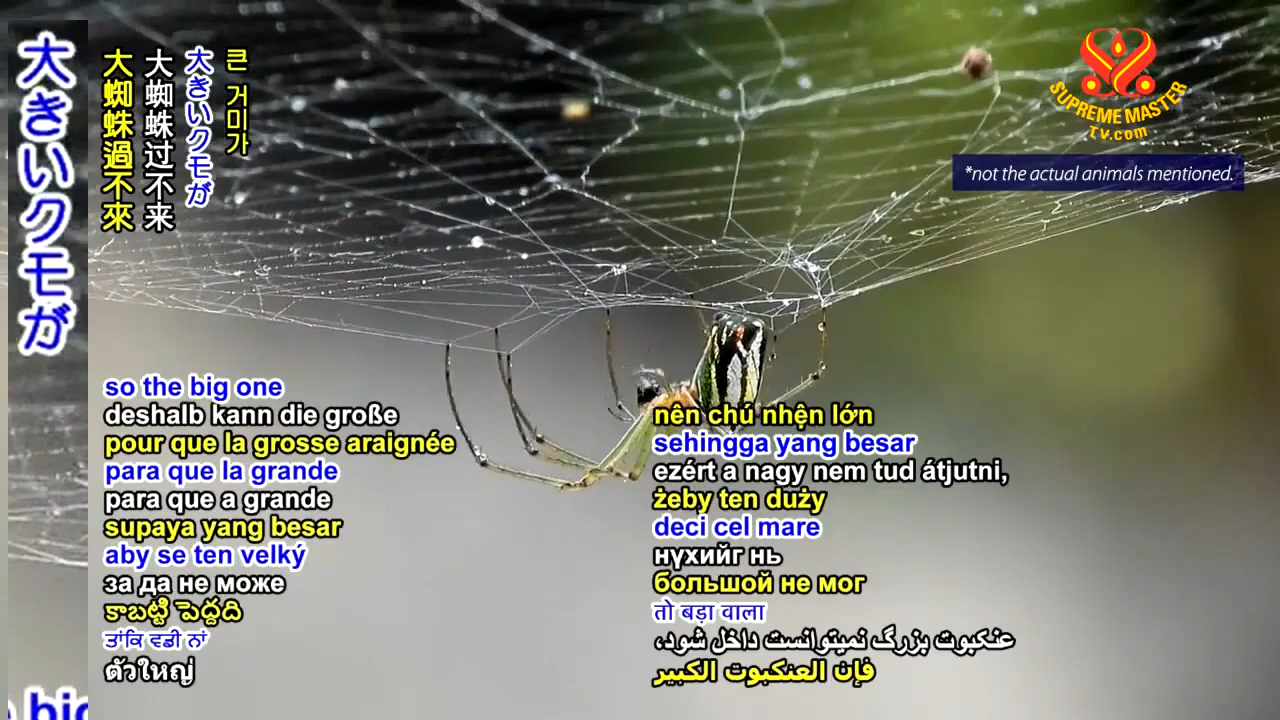 大きいクモが
大蜘蛛過不來
大蜘蛛过不来
大きいクモが
큰 거미가
SUPREME MASTER
TV.com
*not the actual animals mentioned.
so the big one
deshalb kann die große
pour que la grosse araignée
para que la grande
para que a grande
supaya yang besar
aby se ten velký
за да не може
కాబట్టి పెద్దది
ਤਾਂਕਿ ਵਡੀ ਨਾਂ
ตัวใหญ่
nên chú nhện lớn
sehingga yang besar
ezért a nagy nem tud átjutni,
żeby ten duży
deci cel mare
нүхийг нь
большой не мог
तो बड़ा वाला
عنکبوت بزرگ نمیتوانست داخل شود،
فإن العنكبوت الكبير
big